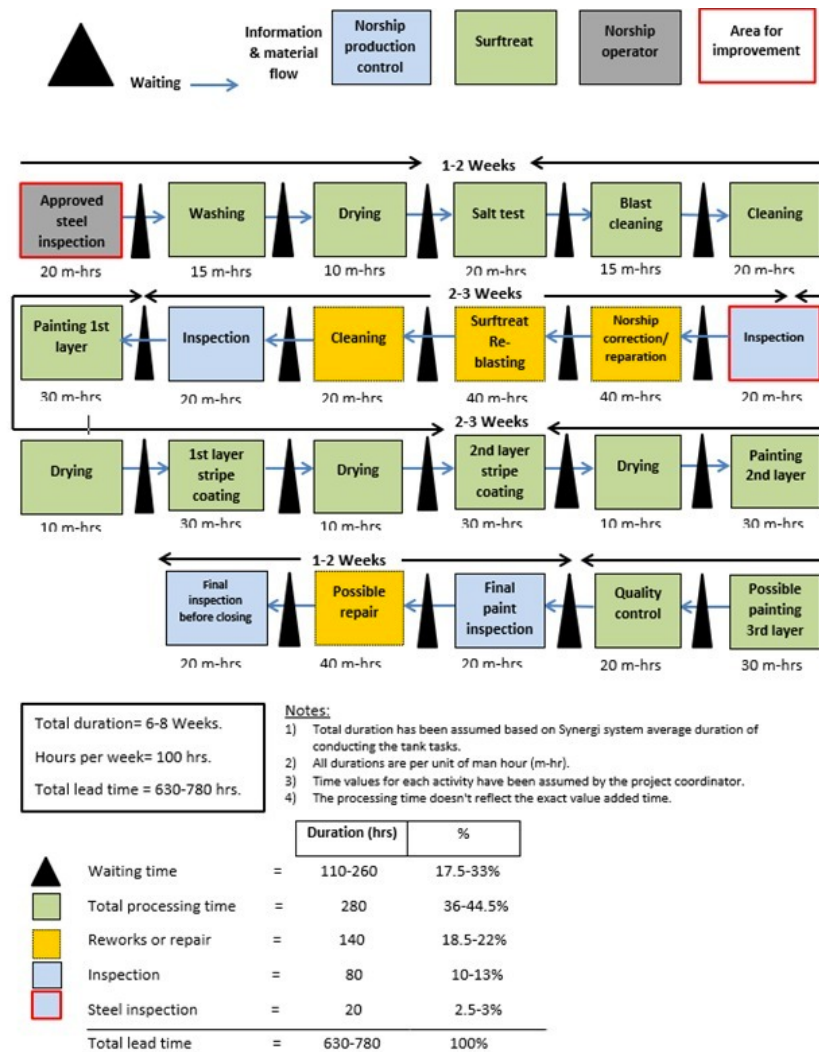 Waiting
Information
& material
flow
Norship
production
control
Surftreat
Norship
operator
Area for
improvement
1-2 Weeks
Approved
steel
inspection
Washing
Drying
Salt test
Blast
cleaning
Cleaning
20 m-hrs
15 m-hrs
10 m-hrs
20 m-hrs
15 m-hrs
20 m-hrs
2-3 Weeks
Painting 1st
layer
Inspection
Cleaning
Surftreat
Re-
blasting
Norship
correction/
reparation
Inspection
30 m-hrs
20 m-hrs
20 m-hrs
40 m-hrs
40 m-hrs
20 m-hrs
2-3 Weeks
Drying
1st layer
stripe
coating
Drying
2nd layer
stripe
coating
Drying
Painting
2nd layer
10 m-hrs
30 m-hrs
10 m-hrs
30 m-hrs
10 m-hrs
30 m-hrs
1-2 Weeks
Final
inspection
before closing
Possible
repair
Final
paint
inspection
Quality
control
Possible
painting
3rd layer
20 m-hrs
40 m-hrs
20 m-hrs
20 m-hrs
30 m-hrs
Total duration= 6-8 Weeks.
Hours per week= 100 hrs.
Total lead time = 630-780 hrs.
Notes:
1) Total duration has been assumed based on Synergi system average duration of
conducting the tank tasks.
2) All durations are per unit of man hour (m-hr).
3) Time values for each activity have been assumed by the project coordinator.
4) The processing time doesn't reflect the exact value added time.
Duration (hrs) %
Waiting time = 110-260 17.5-33%
Total processing time = 280 36-44.5%
Reworks or repair = 140 18.5-22%
Inspection = 80 10-13%
Steel inspection = 20 2.5-3%
Total lead time = 630-780 100%